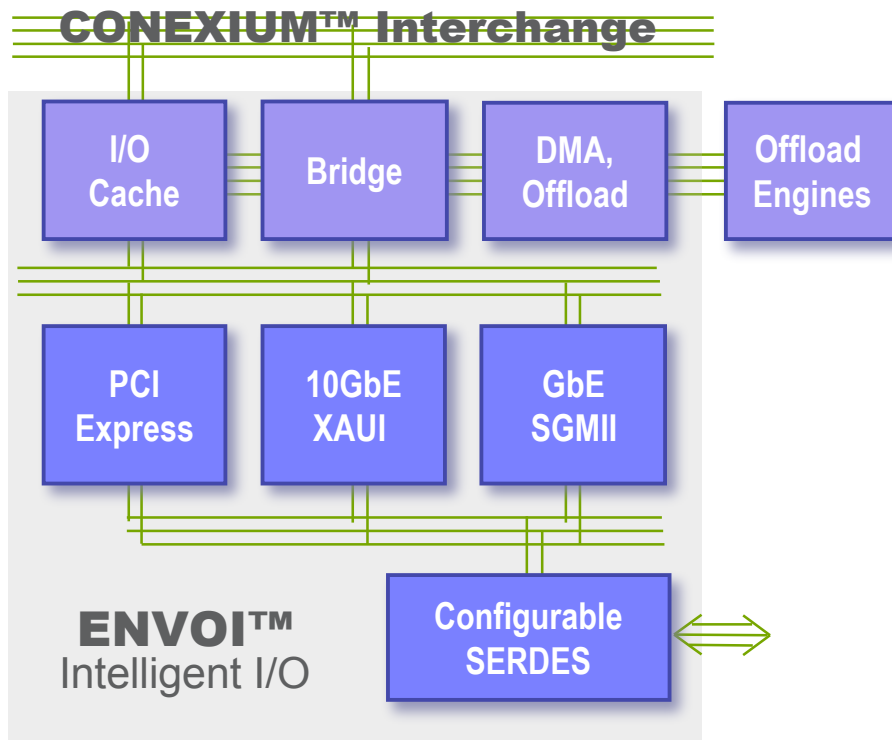 CONEXIUM™ Interchange
I/O
Cache
Bridge
DMA,
Offload
Offload
Engines
PCI
Express
10GbE
XAUI
GbE
SGMII
ENVOI™
Intelligent I/O
Configurable
SERDES